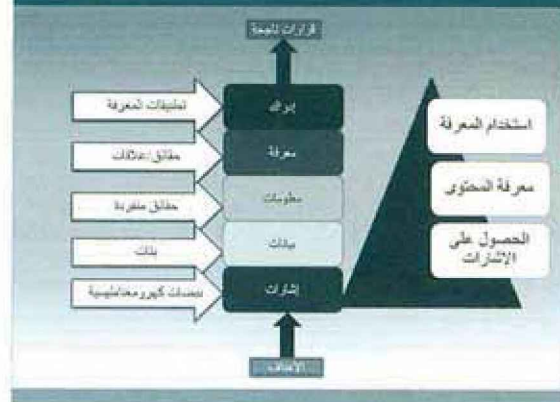 قرارات ناجحة
إدراك
تطبيقات المعرفة
معرفة
حقائق/علاقات
معلومات
حقائق منفردة
بيانات
بتات
إشارات
نبضات كهرومغناطيسية
الأهداف
استخدام المعرفة
معرفة المحتوى
الحصول على
الإشارات